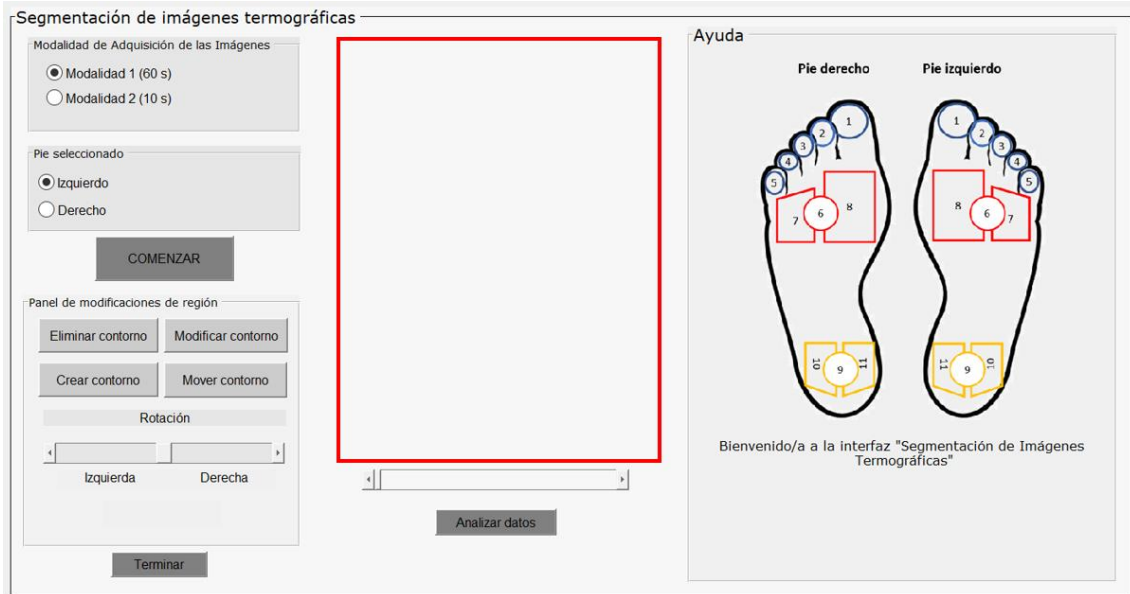 Segmentación de imágenes termográficas
Modalidad de Adquisición de las Imágenes
Modalidad 1 (60 s)
Modalidad 2 (10 s)
Pie seleccionado
Izquierdo
Derecho
COMENZAR
Panel de modificaciones de región
Eliminar contorno
Modificar contorno
Crear contorno
Mover contorno
Rotación
Izquierda
Derecha
Terminar
Analizar datos
Ayuda
Pie derecho
Pie izquierdo
1
2
3
4
5
7
6
8
10
9
11
1
2
3
4
5
8
6
7
11
9
10
Bienvenido/a a la interfaz "Segmentación de Imágenes
Termográficas"